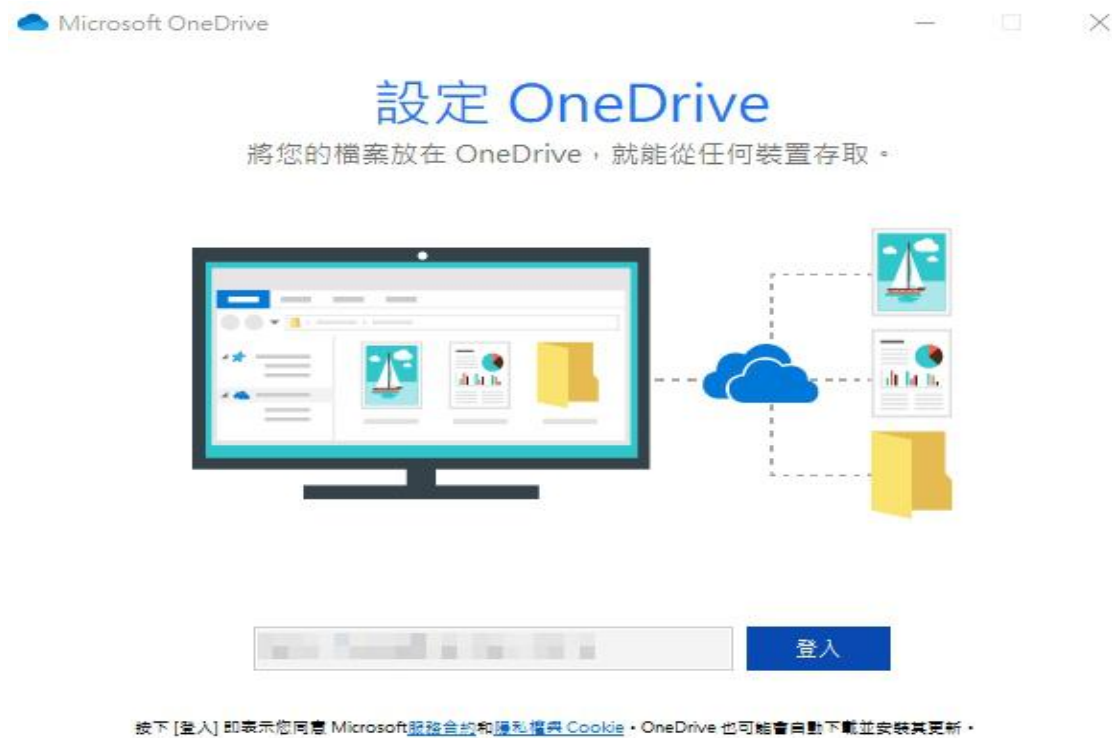 Microsoft OneDrive
設定 OneDrive
將您的檔案放在 OneDrive，就能從任何裝置存取。
登入
按下 [登入] 即表示您同意 Microsoft服務合約和隱私權與 Cookie。OneDrive 也可能會自動下載並安裝其更新。